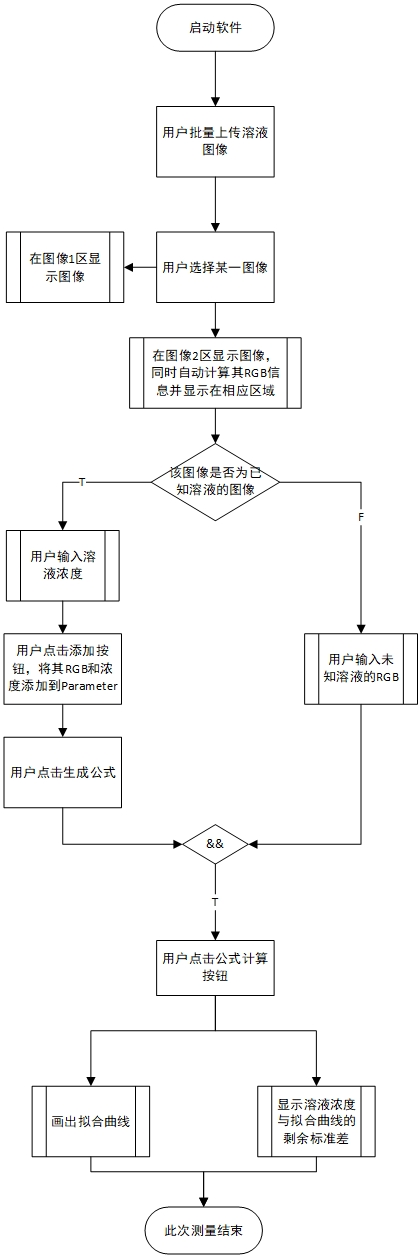 启动软件
用户批量上传溶液
图像
在图像1区显
示图像
用户选择某一图像
在图像2区显示图像，
同时自动计算其RGB信
息并显示在相应区域
该图像是否为已
知溶液的图像
T
F
用户输入溶
液浓度
用户点击添加按
钮，将其RGB和浓
度添加到Parameter
用户输入未
知溶液的RGB
用户点击生成公式
&&
T
用户点击公式计算
按钮
画出拟合曲线
显示溶液浓度
与拟合曲线的
剩余标准差
此次测量结束